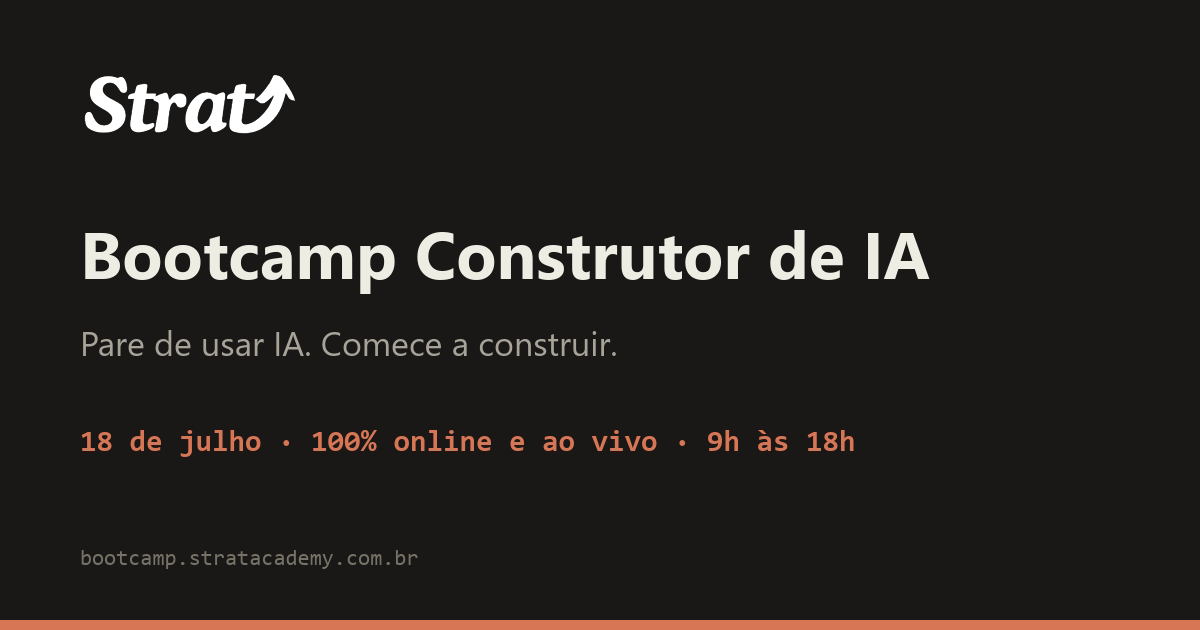 Strat
Bootcamp Construtor de IA
Pare de usar IA. Comece a construir.
18 de julho · 100% online e ao vivo · 9h às 18h
bootcamp.stratacademy.com.br